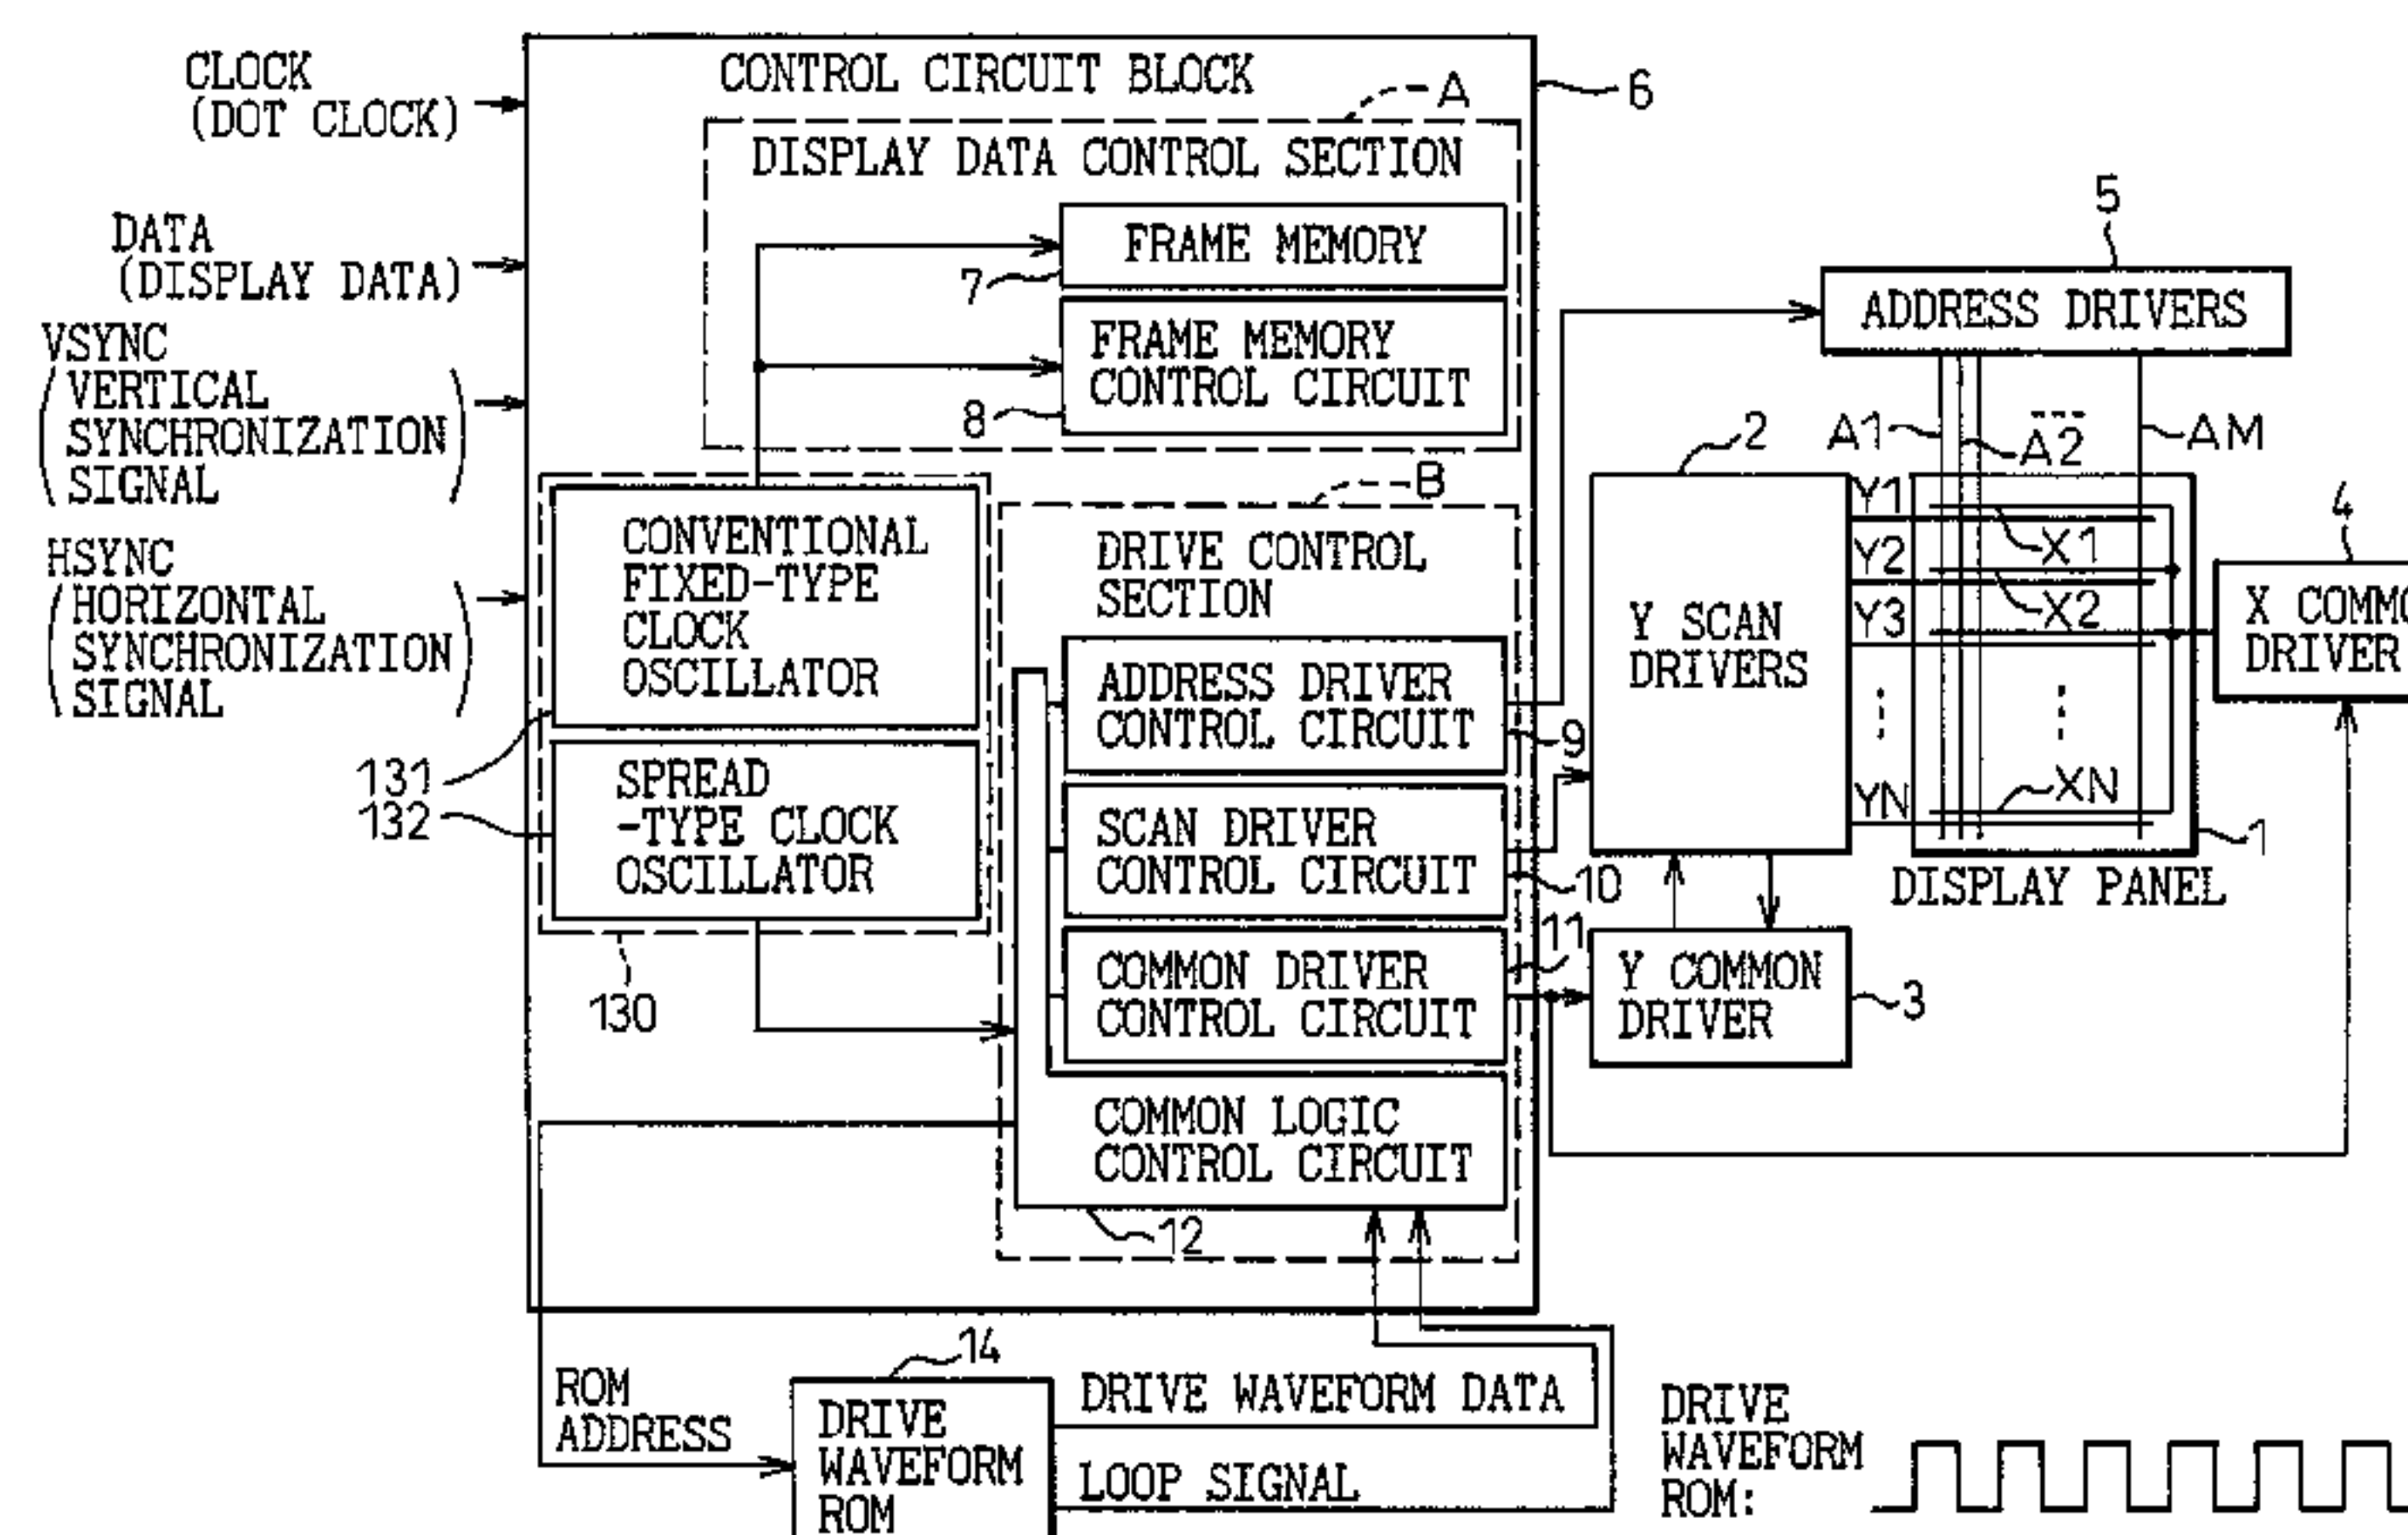 CONTROL CIRCUIT BLOCK
6
CLOCK
(DOT CLOCK)
DATA
(DISPLAY DATA)
VSYNC
VERTICAL
SYNCHRONIZATION
SIGNAL
HSYNC
HORIZONTAL
SYNCHRONIZATION
SIGNAL
A
DISPLAY DATA CONTROL SECTION
FRAME MEMORY
7
FRAME MEMORY
CONTROL CIRCUIT
8
CONVENTIONAL
FIXED-TYPE
CLOCK
OSCILLATOR
131
SPREAD
-TYPE CLOCK
OSCILLATOR
132
130
B
DRIVE CONTROL
SECTION
ADDRESS DRIVER
CONTROL CIRCUIT
9
SCAN DRIVER
CONTROL CIRCUIT
10
COMMON DRIVER
CONTROL CIRCUIT
11
COMMON LOGIC
CONTROL CIRCUIT
12
5
ADDRESS DRIVERS
A1
A2
AM
2
Y SCAN
DRIVERS
Y1
Y2
Y3
YN
X1
X2
XN
1
DISPLAY PANEL
4
X COMMO
DRIVER
Y COMMON
DRIVER
3
14
ROM
ADDRESS
DRIVE
WAVEFORM
ROM
DRIVE WAVEFORM DATA
LOOP SIGNAL
DRIVE
WAVEFORM
ROM: